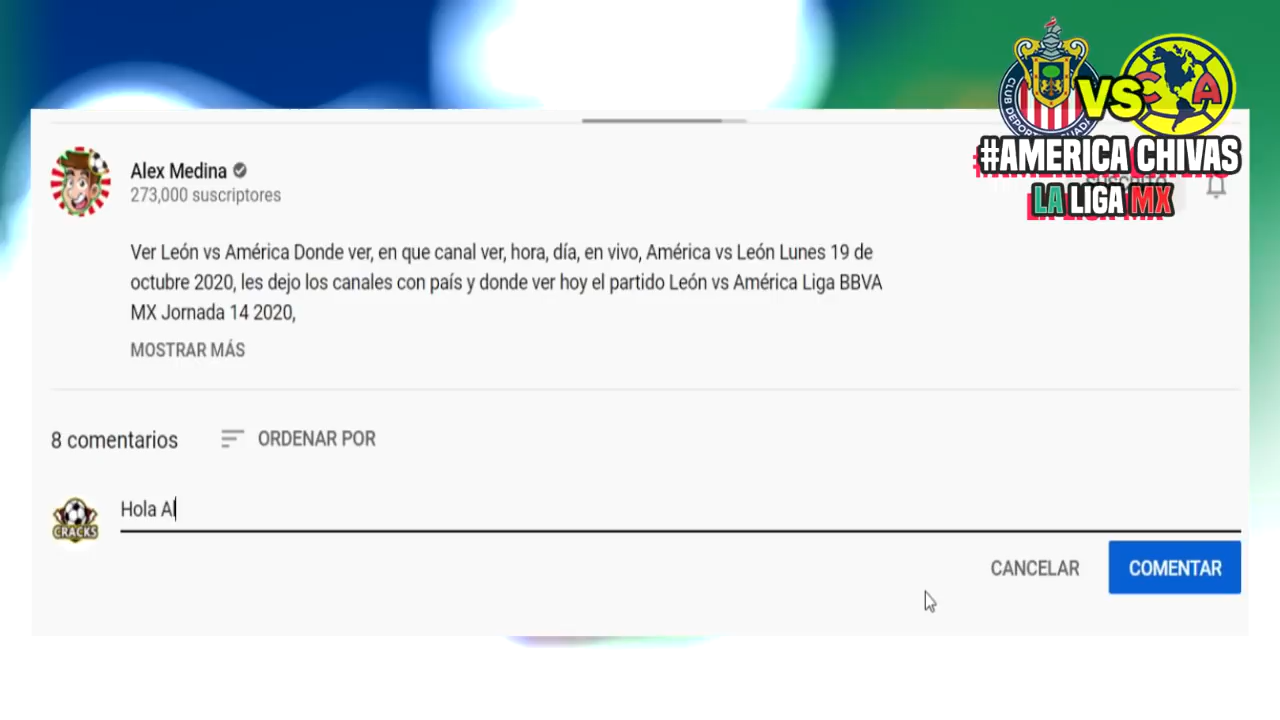 VS
#AMERICA CHIVAS
LA LIGA MX
Alex Medina
273,000 suscriptores
Ver León vs América Donde ver, en que canal ver, hora, día, en vivo, América vs León Lunes 19 de
octubre 2020, les dejo los canales con país y donde ver hoy el partido León vs América Liga BBVA
MX Jornada 14 2020,
MOSTRAR MÁS
8 comentarios
ORDENAR POR
CRACKS
Hola Al
CANCELAR
COMENTAR